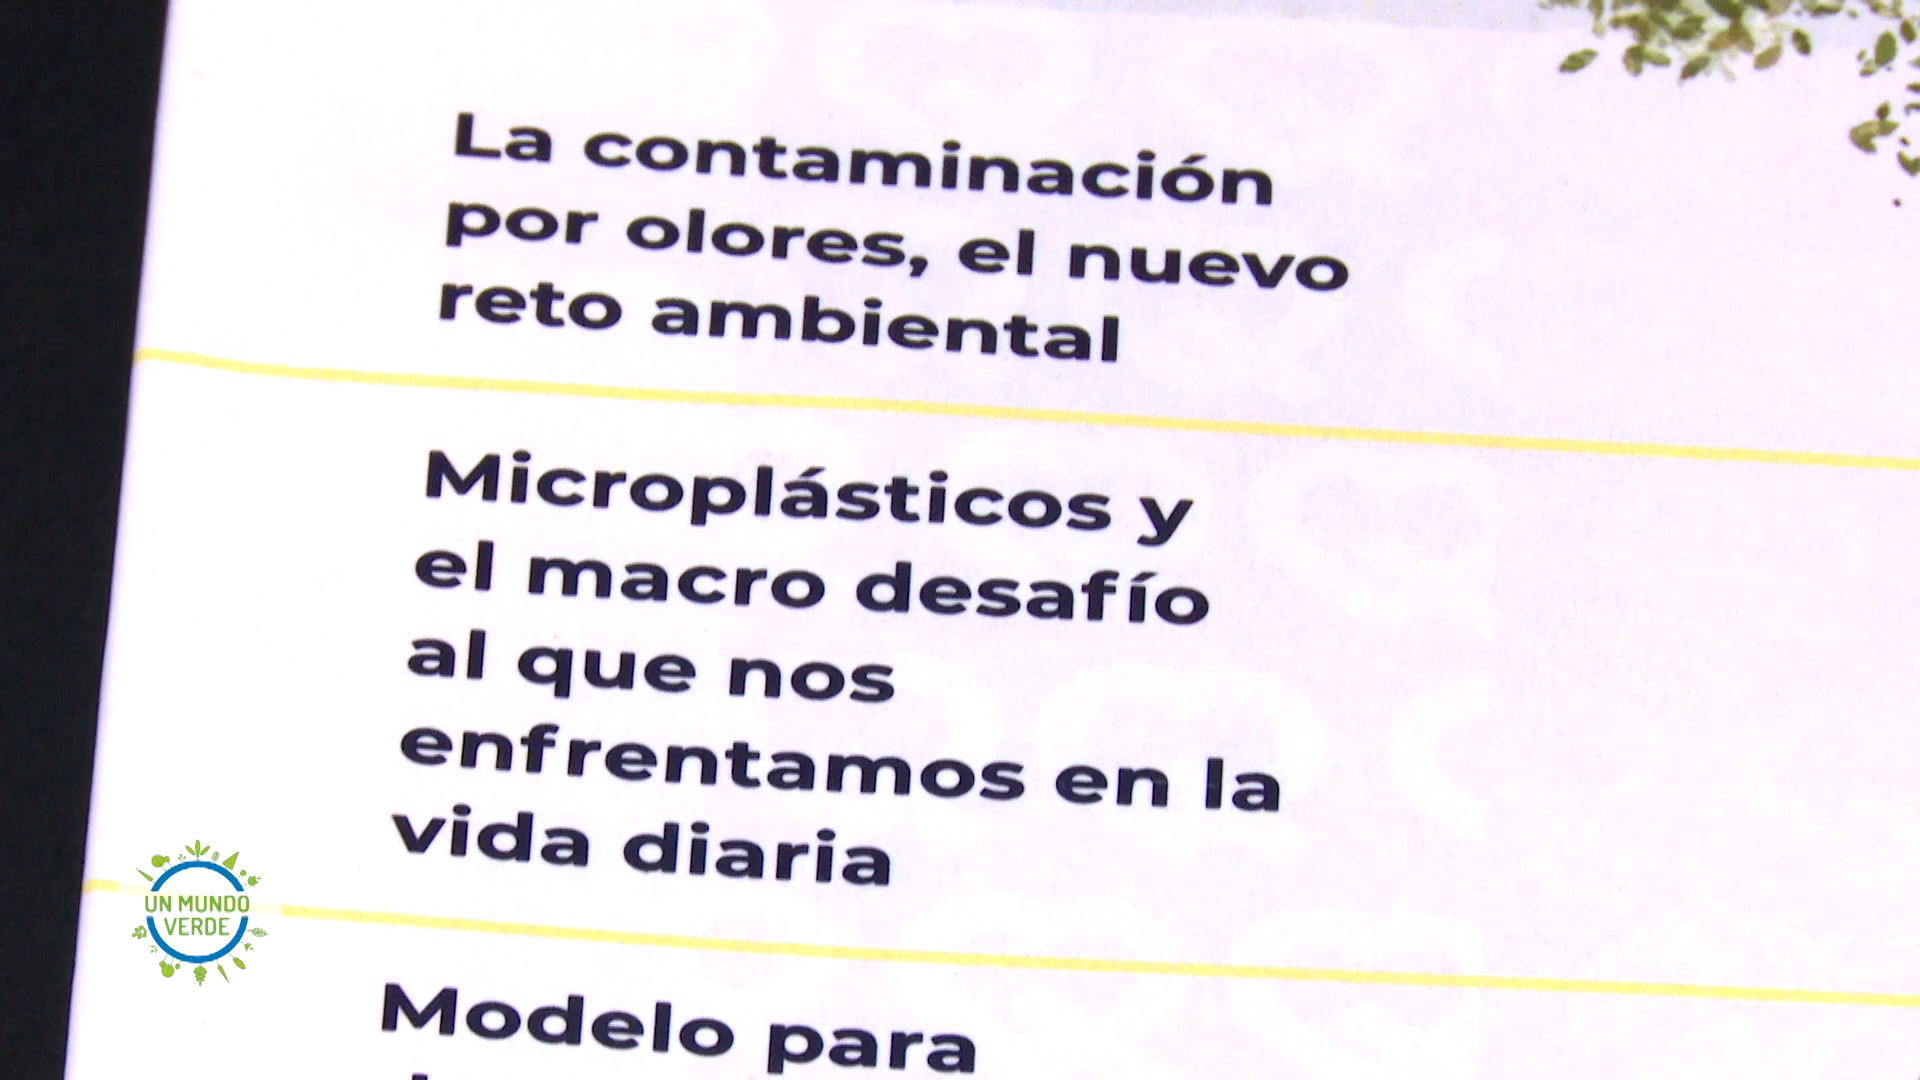 La contaminación
por olores, el nuevo
reto ambiental
Microplásticos y
el macro desafío
al que nos
enfrentamos en la
vida diaria
UN MUNDO
VERDE
Modelo para